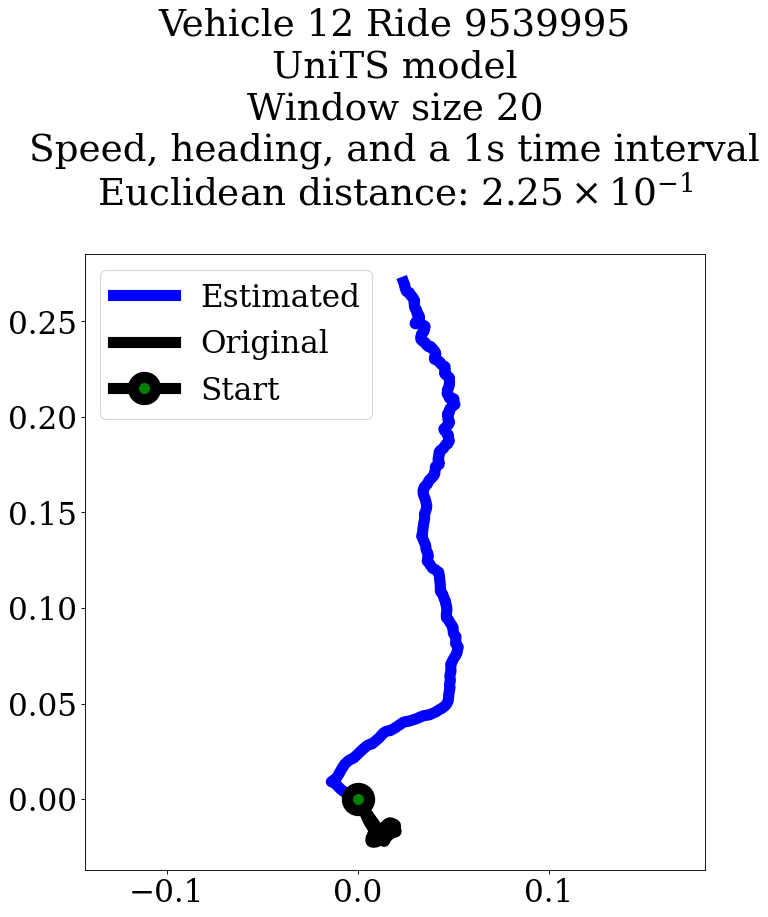 Vehicle 12 Ride 9539995
UniTS model
Window size 20
Speed, heading, and a 1s time interval
Euclidean distance: 2.25 × 10⁻¹
Estimated
Original
Start
0.25
0.20
0.15
0.10
0.05
0.00
−0.1 0.0 0.1